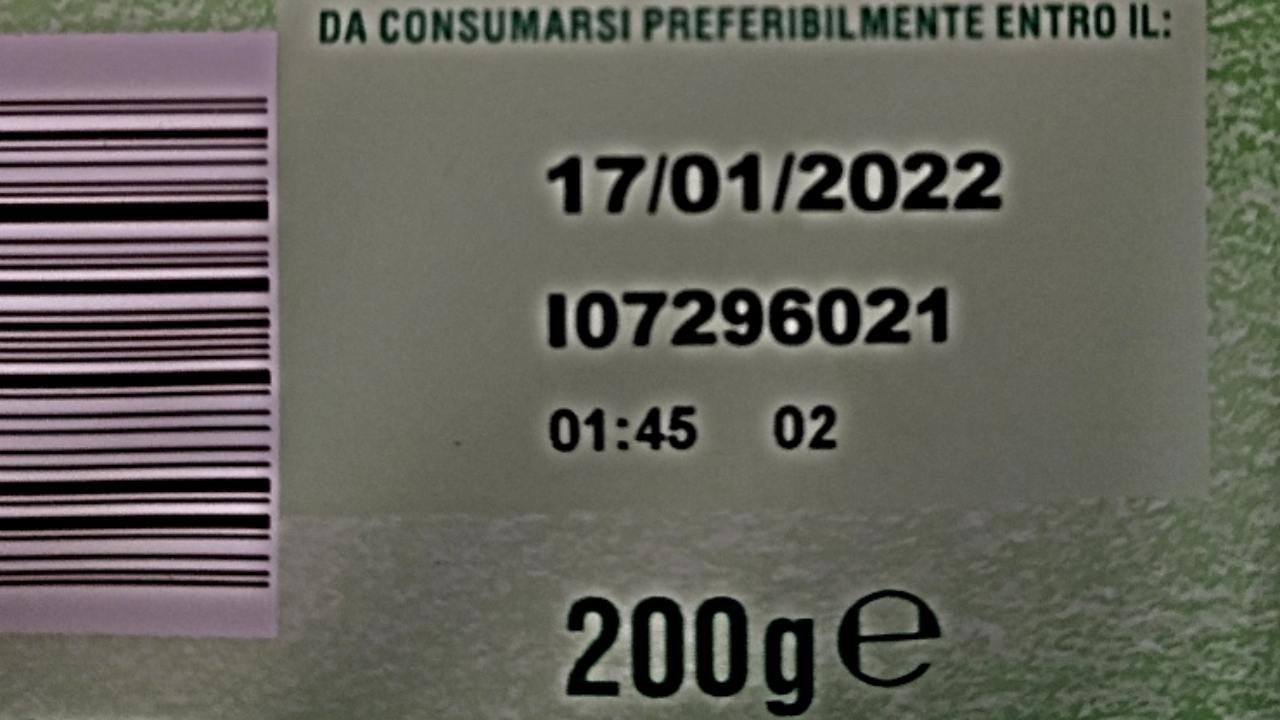 DA CONSUMARSI PREFERIBILMENTE ENTRO IL:
17/01/2022
I07296021
01:45 02
200g ℮